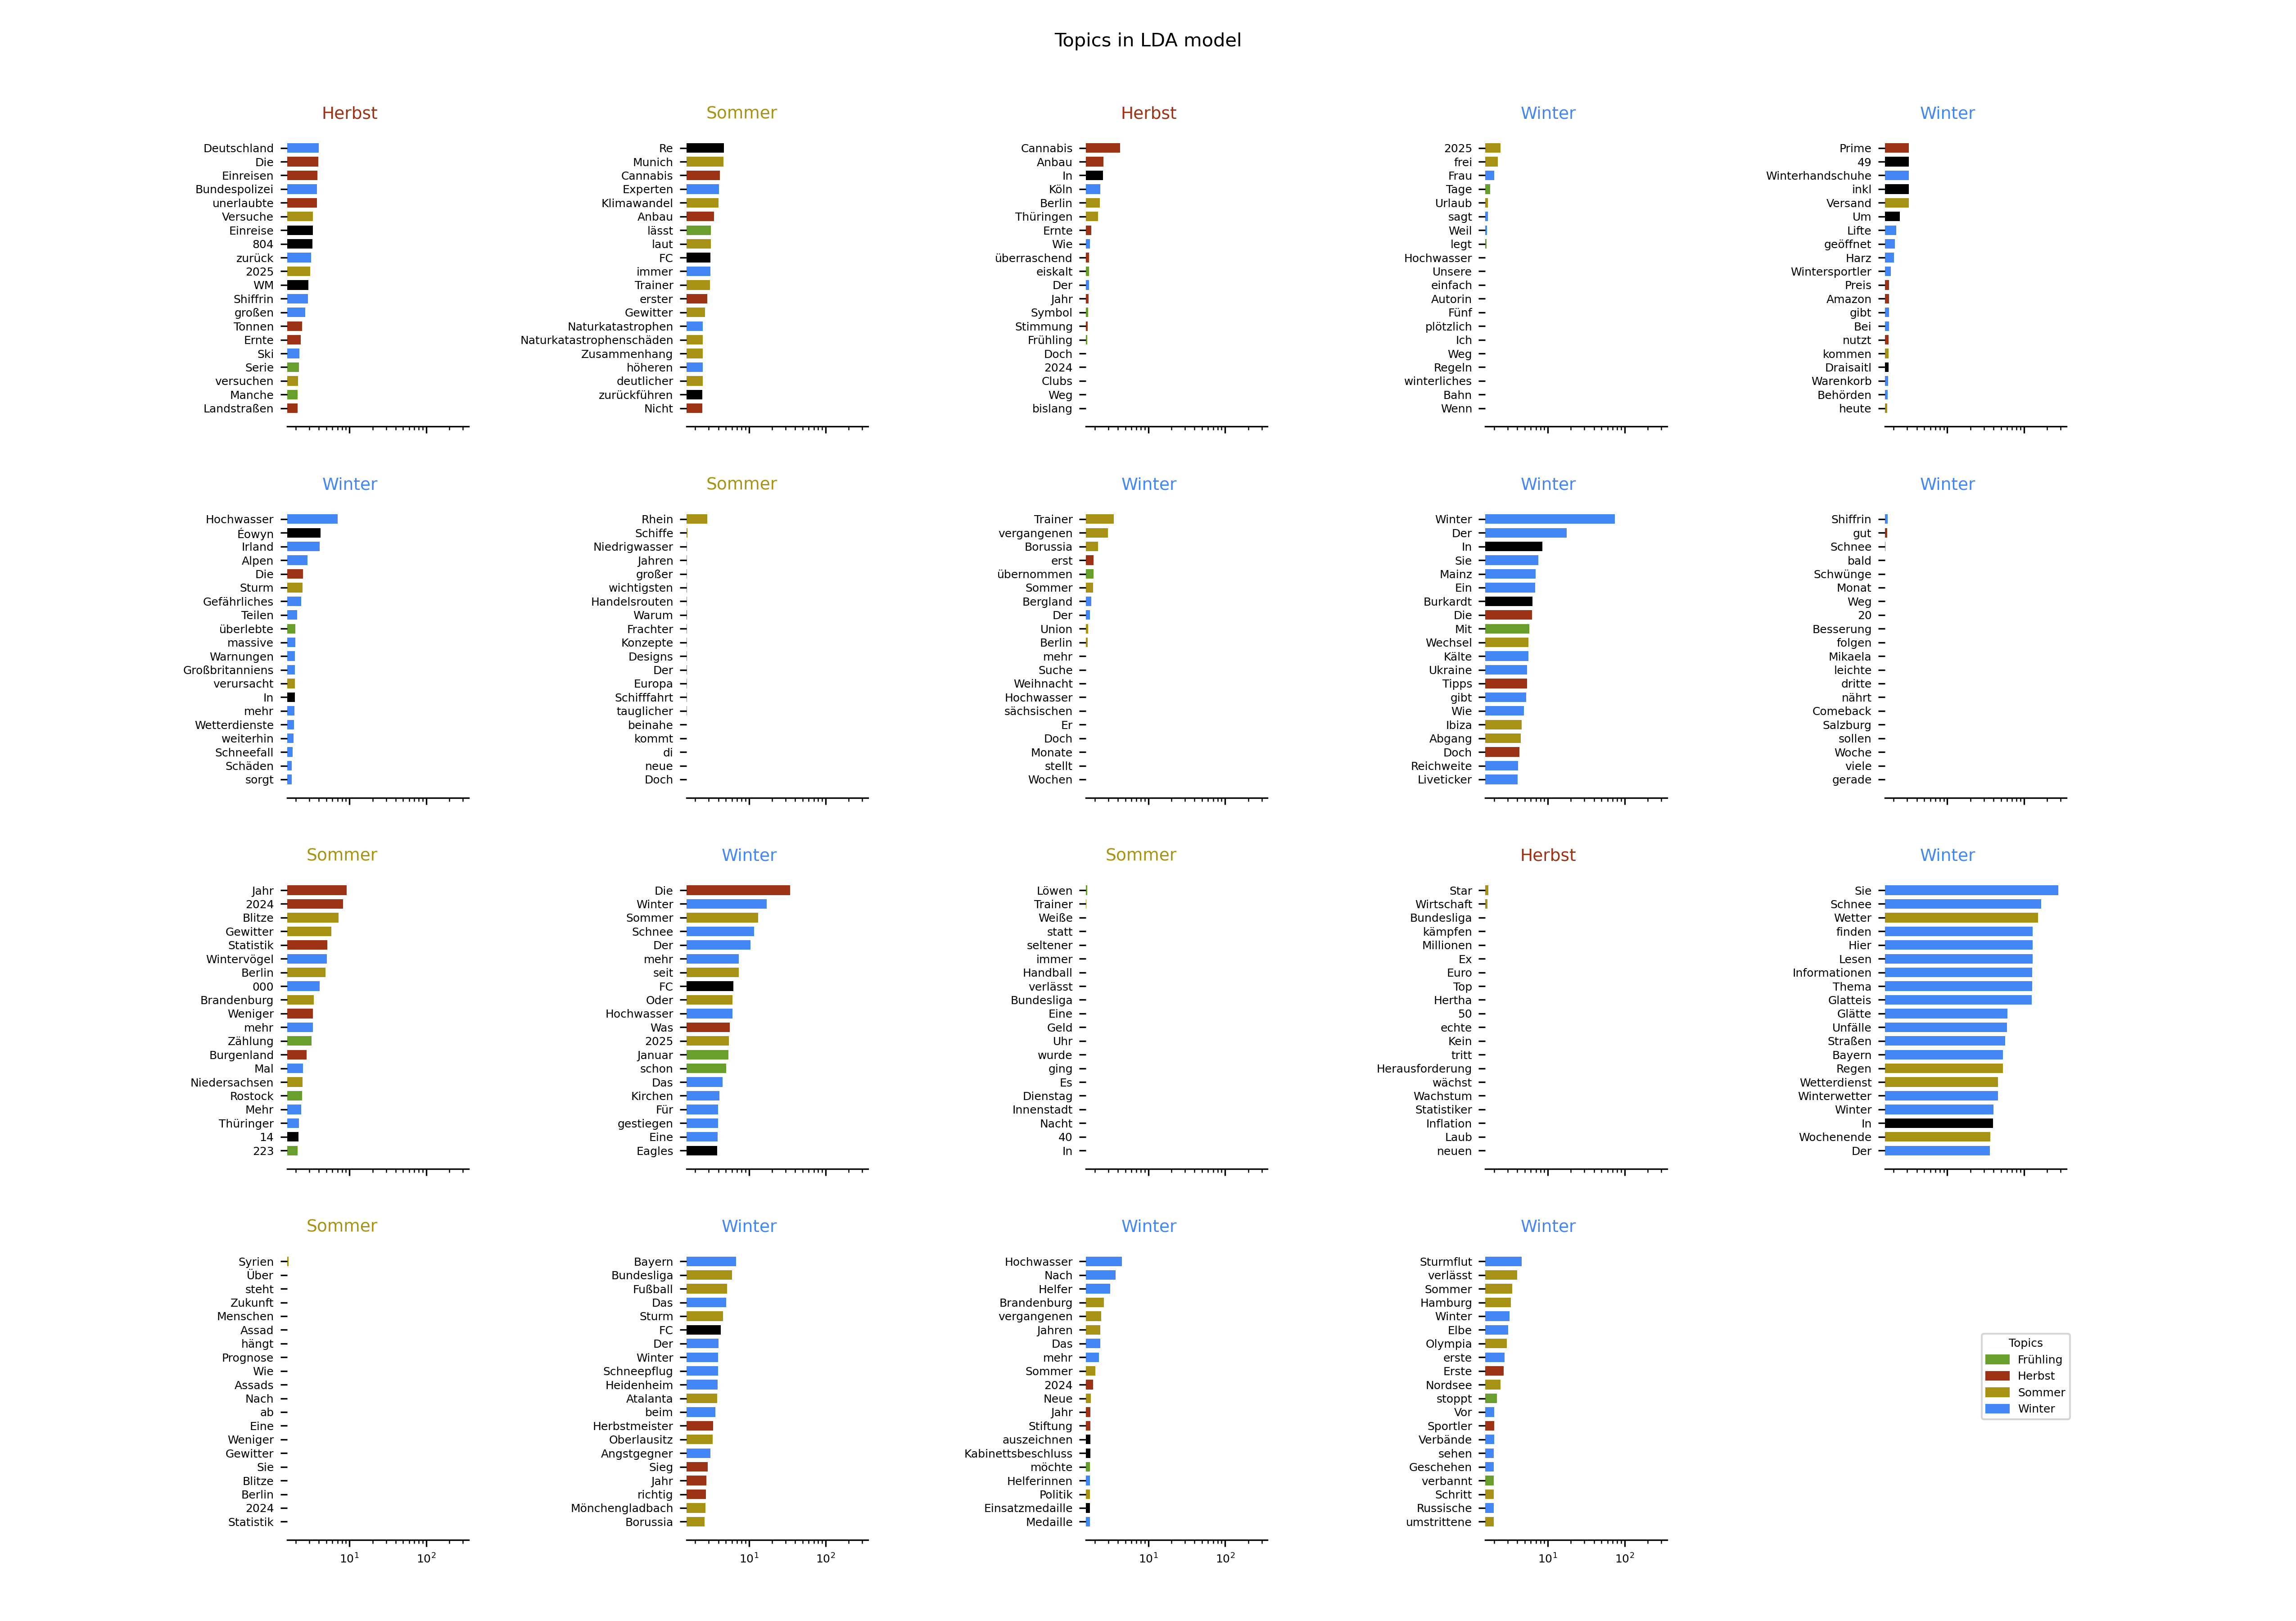 Topics in LDA model
Herbst
Deutschland
Die
Einreisen
Bundespolizei
unerlaubte
Versuche
Einreise
804
zurück
2025
WM
Shiffrin
großen
Tonnen
Ernte
Ski
Serie
versuchen
Manche
Landstraßen
Sommer
Re
Munich
Cannabis
Experten
Klimawandel
Anbau
lässt
laut
FC
immer
Trainer
erster
Gewitter
Naturkatastrophen
Naturkatastrophenschäden
Zusammenhang
höheren
deutlicher
zurückführen
Nicht
Herbst
Cannabis
Anbau
In
Köln
Berlin
Thüringen
Ernte
Wie
überraschend
eiskalt
Der
Jahr
Symbol
Stimmung
Frühling
Doch
2024
Clubs
Weg
bislang
Winter
2025
frei
Frau
Tage
Urlaub
sagt
Weil
legt
Hochwasser
Unsere
einfach
Autorin
Fünf
plötzlich
Ich
Weg
Regeln
winterliches
Bahn
Wenn
Winter
Prime
49
Winterhandschuhe
inkl
Versand
Um
Lifte
geöffnet
Harz
Wintersportler
Preis
Amazon
gibt
Bei
nutzt
kommen
Draisaitl
Warenkorb
Behörden
heute
Winter
Hochwasser
Éowyn
Irland
Alpen
Die
Sturm
Gefährliches
Teilen
überlebte
massive
Warnungen
Großbritanniens
verursacht
In
mehr
Wetterdienste
weiterhin
Schneefall
Schäden
sorgt
Sommer
Rhein
Schiffe
Niedrigwasser
Jahren
großer
wichtigsten
Handelsrouten
Warum
Frachter
Konzepte
Designs
Der
Europa
Schifffahrt
tauglicher
beinahe
kommt
di
neue
Doch
Winter
Trainer
vergangenen
Borussia
erst
übernommen
Sommer
Bergland
Der
Union
Berlin
mehr
Suche
Weihnacht
Hochwasser
sächsischen
Er
Doch
Monate
stellt
Wochen
Winter
Winter
Der
In
Sie
Mainz
Ein
Burkardt
Die
Mit
Wechsel
Kälte
Ukraine
Tipps
gibt
Wie
Ibiza
Abgang
Doch
Reichweite
Liveticker
Winter
Shiffrin
gut
Schnee
bald
Schwünge
Monat
Weg
20
Besserung
folgen
Mikaela
leichte
dritte
nährt
Comeback
Salzburg
sollen
Woche
viele
gerade
Sommer
Jahr
2024
Blitze
Gewitter
Statistik
Wintervögel
Berlin
000
Brandenburg
Weniger
mehr
Zählung
Burgenland
Mal
Niedersachsen
Rostock
Mehr
Thüringer
14
223
Winter
Die
Winter
Sommer
Schnee
Der
mehr
seit
FC
Oder
Hochwasser
Was
2025
Januar
schon
Das
Kirchen
Für
gestiegen
Eine
Eagles
Sommer
Löwen
Trainer
Weiße
statt
seltener
immer
Handball
verlässt
Bundesliga
Eine
Geld
Uhr
wurde
ging
Es
Dienstag
Innenstadt
Nacht
40
In
Herbst
Star
Wirtschaft
Bundesliga
kämpfen
Millionen
Ex
Euro
Top
Hertha
50
echte
Kein
tritt
Herausforderung
wächst
Wachstum
Statistiker
Inflation
Laub
neuen
Winter
Sie
Schnee
Wetter
finden
Hier
Lesen
Informationen
Thema
Glatteis
Glätte
Unfälle
Straßen
Bayern
Regen
Wetterdienst
Winterwetter
Winter
In
Wochenende
Der
Sommer
Syrien
Über
steht
Zukunft
Menschen
Assad
hängt
Prognose
Wie
Assads
Nach
ab
Eine
Weniger
Gewitter
Sie
Blitze
Berlin
2024
Statistik
10¹ 10²
Winter
Bayern
Bundesliga
Fußball
Das
Sturm
FC
Der
Winter
Schneepflug
Heidenheim
Atalanta
beim
Herbstmeister
Oberlausitz
Angstgegner
Sieg
Jahr
richtig
Mönchengladbach
Borussia
10¹ 10²
Winter
Hochwasser
Nach
Helfer
Brandenburg
vergangenen
Jahren
Das
mehr
Sommer
2024
Neue
Jahr
Stiftung
auszeichnen
Kabinettsbeschluss
möchte
Helferinnen
Politik
Einsatzmedaille
Medaille
10¹ 10²
Winter
Sturmflut
verlässt
Sommer
Hamburg
Winter
Elbe
Olympia
erste
Erste
Nordsee
stoppt
Vor
Sportler
Verbände
sehen
Geschehen
verbannt
Schritt
Russische
umstrittene
10¹ 10²
Topics
Frühling
Herbst
Sommer
Winter